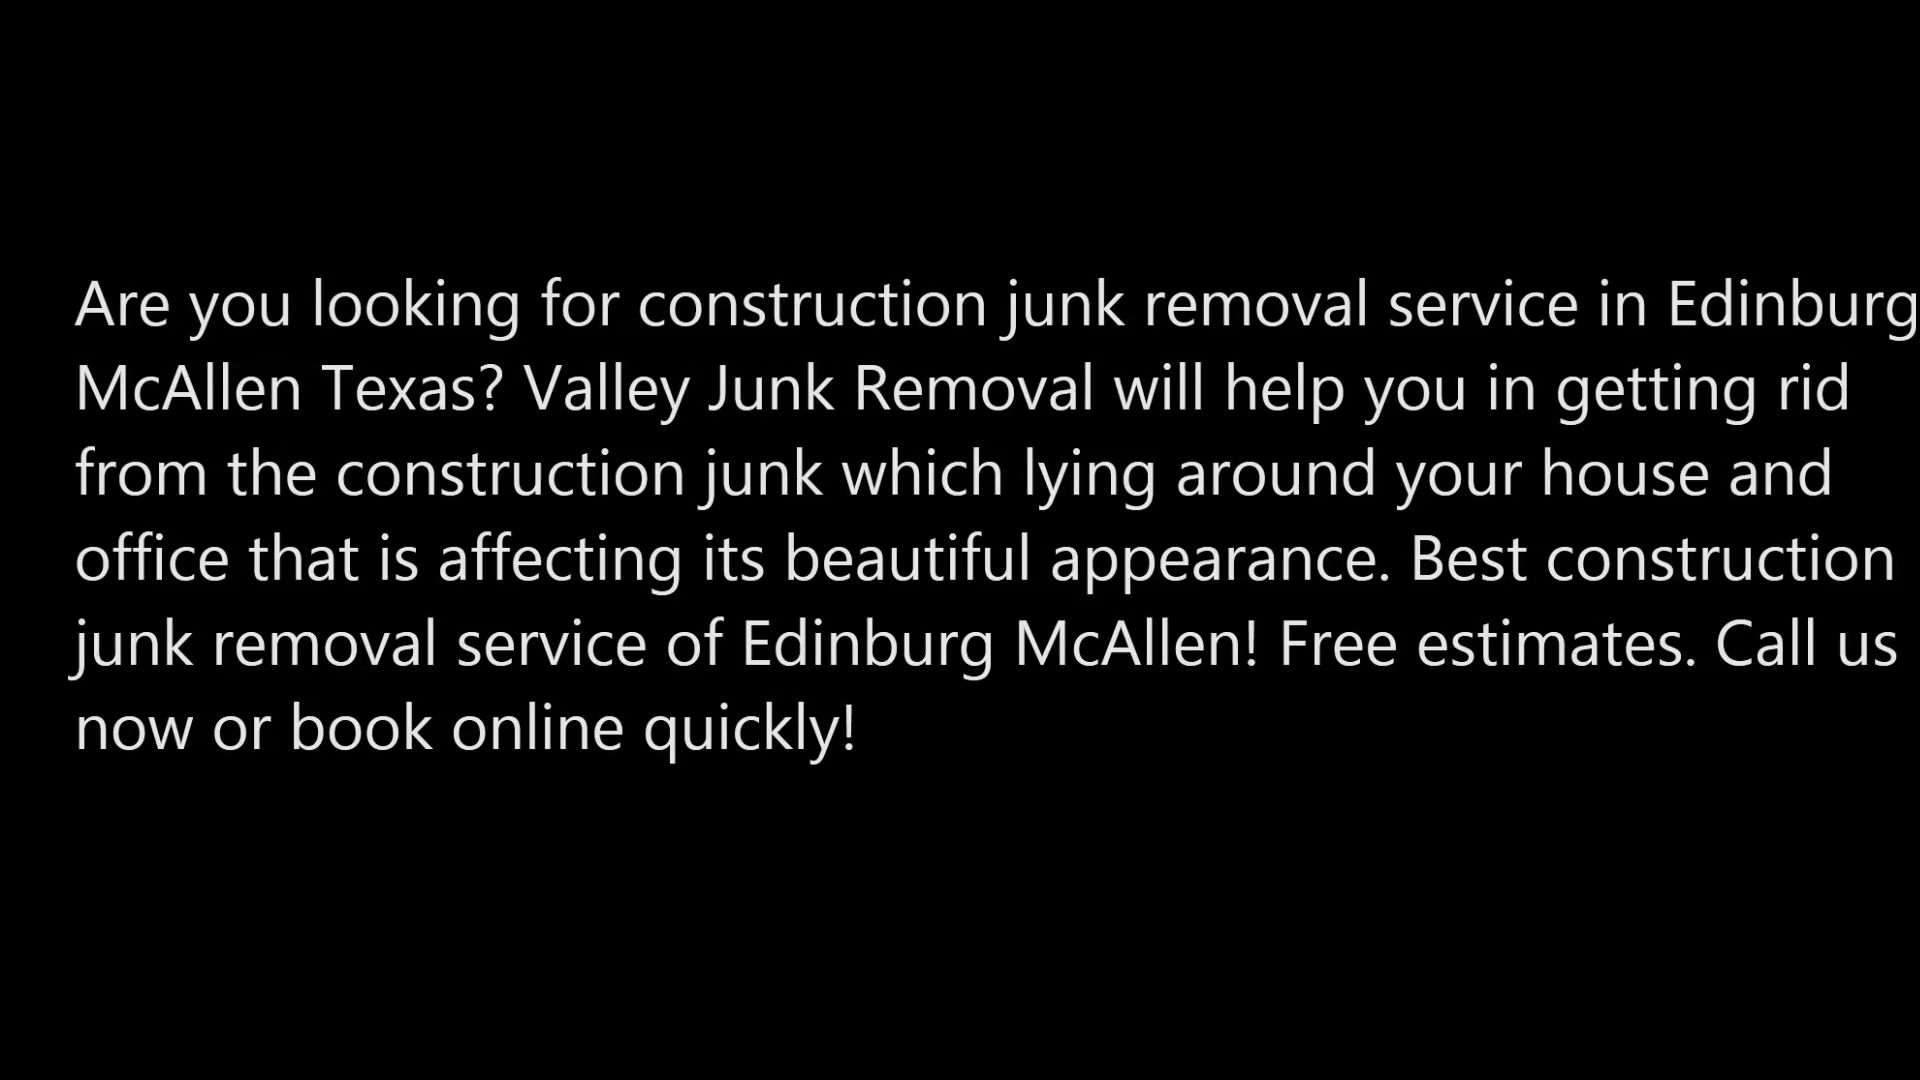 Are you looking for construction junk removal service in Edinburg
McAllen Texas? Valley Junk Removal will help you in getting rid
from the construction junk which lying around your house and
office that is affecting its beautiful appearance. Best construction
junk removal service of Edinburg McAllen! Free estimates. Call us
now or book online quickly!